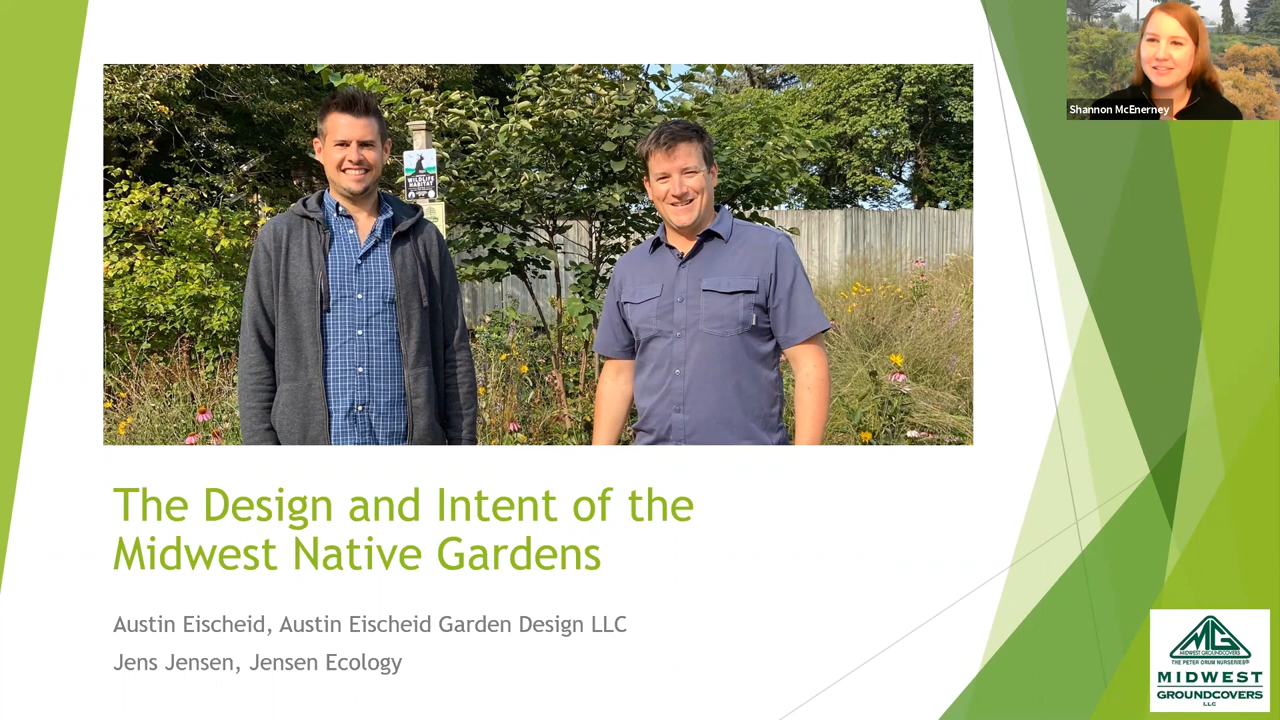 Shannon McEnerney
WILDLIFE
HABITAT
The Design and Intent of the
Midwest Native Gardens
Austin Eischeid, Austin Eischeid Garden Design LLC
Jens Jensen, Jensen Ecology
MG
MIDWEST GROUNDCOVERS
THE PETER ORUM NURSERIES®
MIDWEST
GROUNDCOVERS
LLC